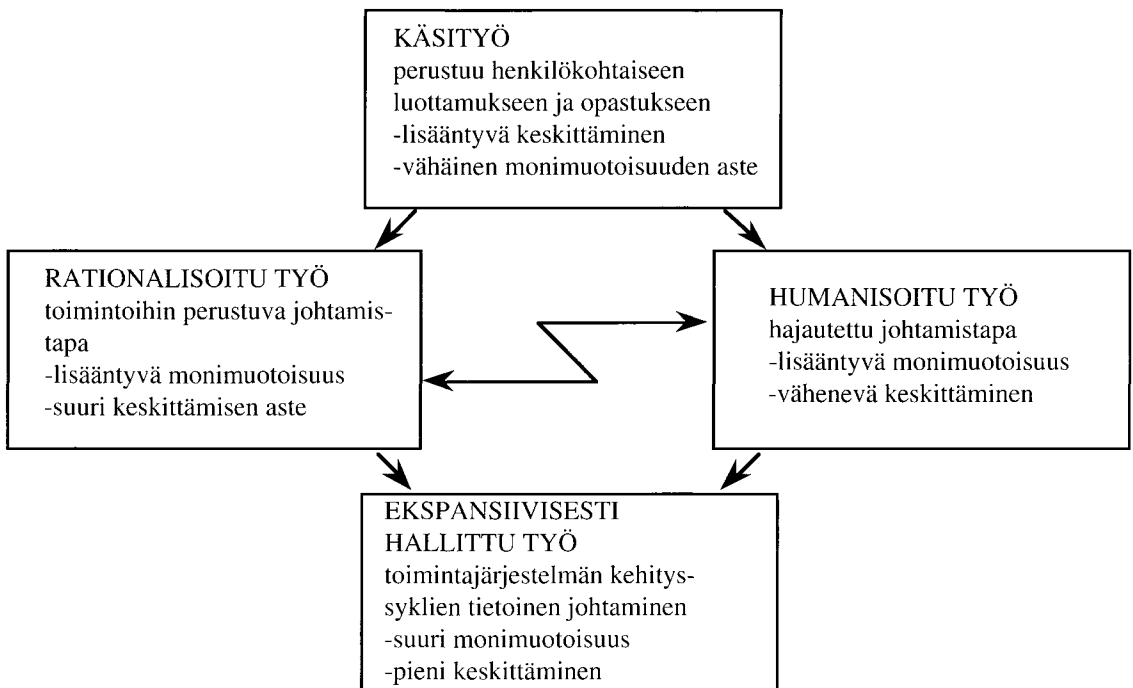 KÄSITYÖ
perustuu henkilökohtaiseen
luottamukseen ja opastukseen
-lisääntyvä keskittäminen
-vähäinen monimuotoisuuden aste
RATIONALISOITU TYÖ
toimintoihin perustuva johtamis-
tapa
-lisääntyvä monimuotoisuus
-suuri keskittämisen aste
HUMANISOITU TYÖ
hajautettu johtamistapa
-lisääntyvä monimuotoisuus
-vähenevä keskittäminen
EKSPANSIIVISESTI
HALLITTU TYÖ
toimintajärjestelmän kehitys-
syklien tietoinen johtaminen
-suuri monimuotoisuus
-pieni keskittäminen